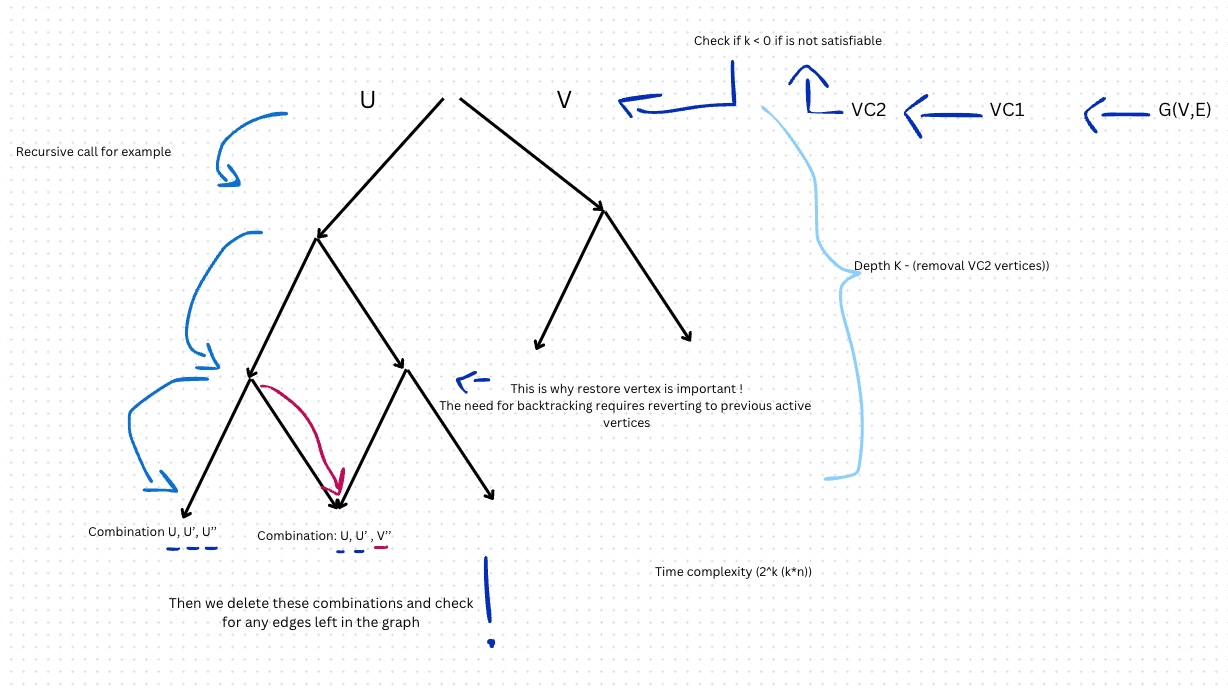 Check if k < 0 if is not satisfiable
U
V
VC2
VC1
G(V,E)
Recursive call for example
Depth K - (removal VC2 vertices))
This is why restore vertex is important !
The need for backtracking requires reverting to previous active
vertices
Combination U, U’, U’’
Combination: U, U’ , V’’
Time complexity (2^k (k*n))
Then we delete these combinations and check
for any edges left in the graph
!